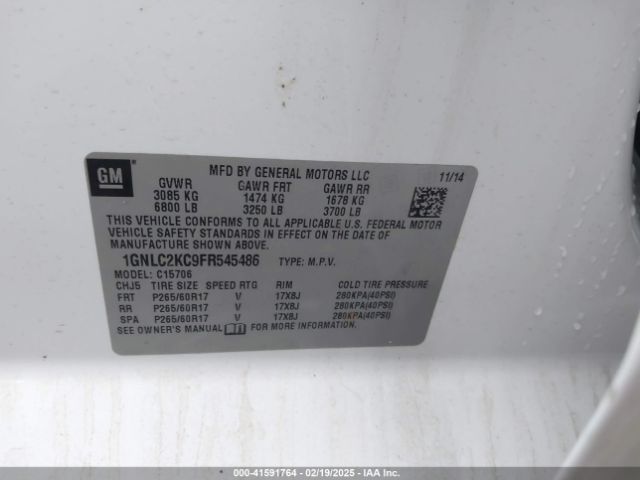 GM
MFD BY GENERAL MOTORS LLC 11/14
GVWR GAWR FRT GAWR RR
3085 KG 1474 KG 1678 KG
6800 LB 3250 LB 3700 LB
THIS VEHICLE CONFORMS TO ALL APPLICABLE U.S. FEDERAL MOTOR
VEHICLE SAFETY STANDARDS IN EFFECT ON THE DATE OF
MANUFACTURE SHOWN ABOVE.
1GNLC2KC9FR545486 TYPE: M.P.V.
MODEL: C15706
CHJ5 TIRE SIZE SPEED RTG RIM COLD TIRE PRESSURE
FRT P265/60R17 V 17X8J 280KPA(40PSI)
RR P265/60R17 V 17X8J 280KPA(40PSI)
SPA P265/60R17 V 17X8J 280KPA(40PSI)
SEE OWNER'S MANUAL FOR MORE INFORMATION.
000-41591764 | 02/19/2025 - IAA Inc.